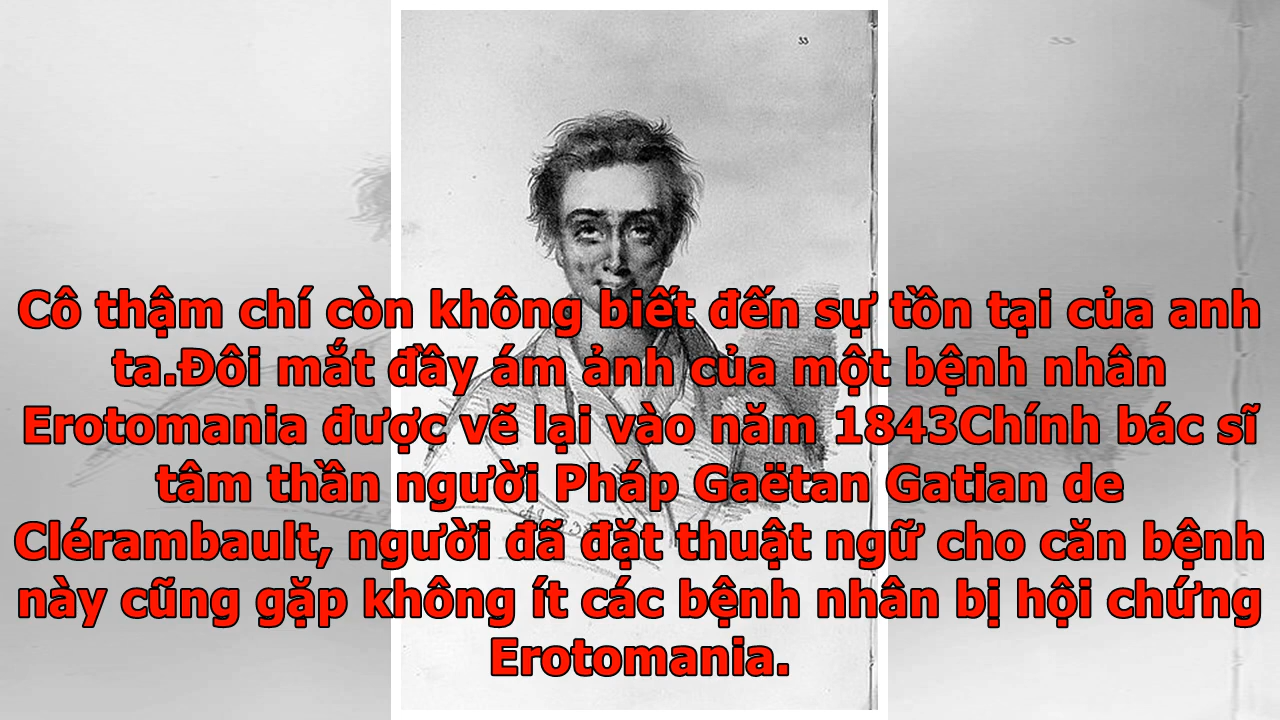 33
33
Cô thậm chí còn không biết đến sự tồn tại của anh
ta.Đôi mắt đầy ám ảnh của một bệnh nhân
Erotomania được vẽ lại vào năm 1843Chính bác sĩ
tâm thần người Pháp Gaëtan Gatian de
Clérambault, người đã đặt thuật ngữ cho căn bệnh
này cũng gặp không ít các bệnh nhân bị hội chứng
Erotomania.